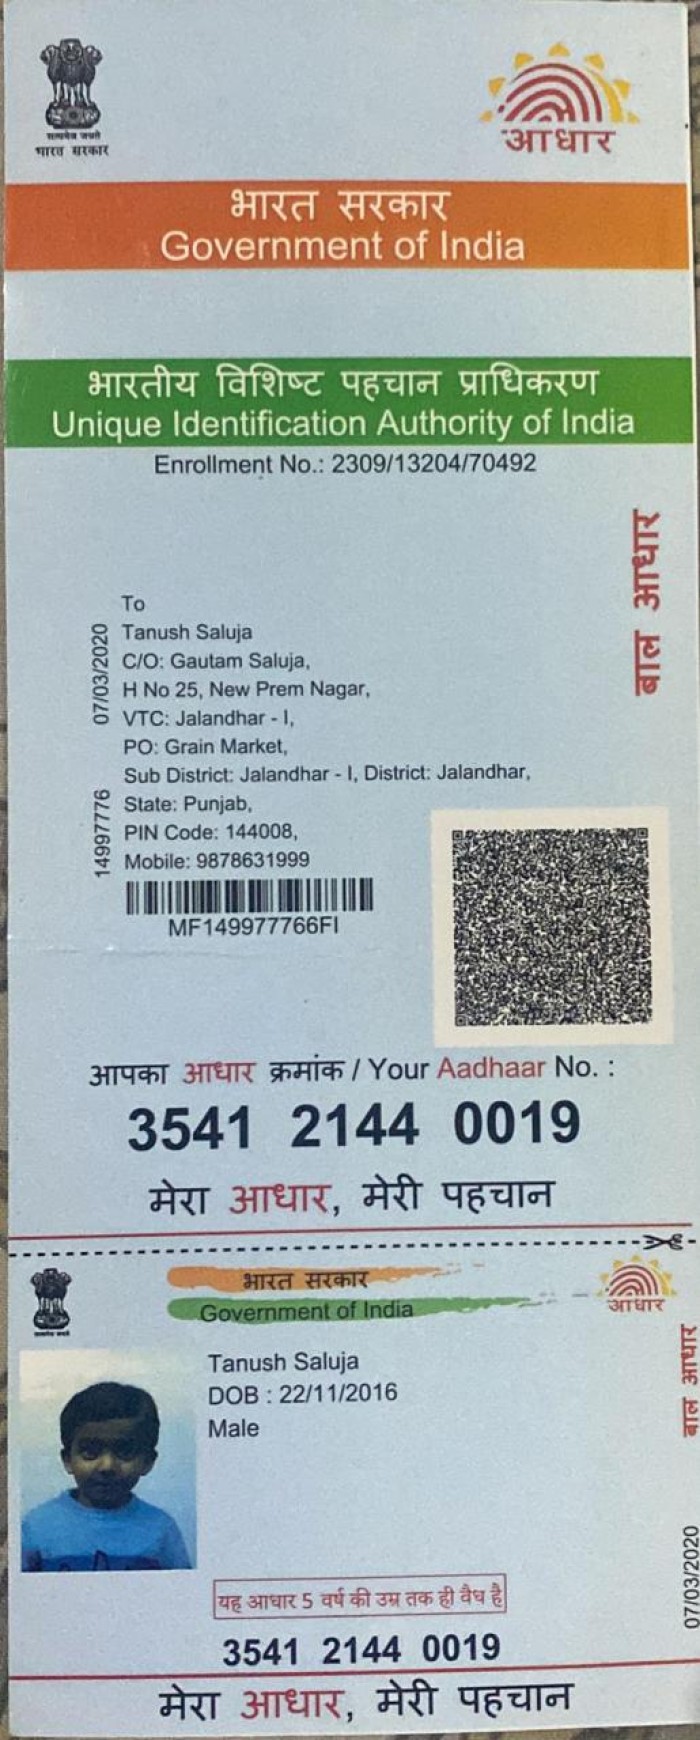 सत्यमेव जयते
भारत सरकार
आधार
भारत सरकार
Government of India
भारतीय विशिष्ट पहचान प्राधिकरण
Unique Identification Authority of India
Enrollment No.: 2309/13204/70492
बाल आधार
07/03/2020
14997776
To
Tanush Saluja
C/O: Gautam Saluja,
H No 25, New Prem Nagar,
VTC: Jalandhar - I,
PO: Grain Market,
Sub District: Jalandhar - I, District: Jalandhar,
State: Punjab,
PIN Code: 144008,
Mobile: 9878631999
MF149977766FI
आपका आधार क्रमांक / Your Aadhaar No. :
3541 2144 0019
मेरा आधार, मेरी पहचान
भारत सरकार
Government of India
आधार
Tanush Saluja
DOB : 22/11/2016
Male
बाल आधार
07/03/2020
यह आधार 5 वर्ष की उम्र तक ही वैध है
3541 2144 0019
मेरा आधार, मेरी पहचान